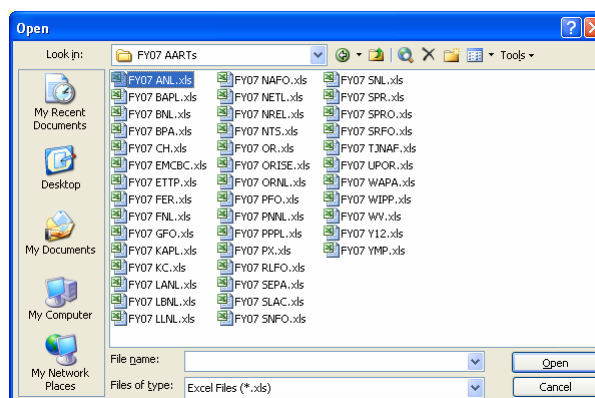 Open
Look in: FY07 AARTs Tools
My Recent Documents
Desktop
My Documents
My Computer
My Network Places
FY07 ANL.xls
FY07 BAPL.xls
FY07 BNL.xls
FY07 BPA.xls
FY07 CH.xls
FY07 EMCBC.xls
FY07 ETTP.xls
FY07 FER.xls
FY07 FNL.xls
FY07 GFO.xls
FY07 KAPL.xls
FY07 KC.xls
FY07 LANL.xls
FY07 LBNL.xls
FY07 LLNL.xls
FY07 NAFO.xls
FY07 NETL.xls
FY07 NREL.xls
FY07 NTS.xls
FY07 OR.xls
FY07 ORISE.xls
FY07 ORNL.xls
FY07 PFO.xls
FY07 PNNL.xls
FY07 PPPL.xls
FY07 PX.xls
FY07 RLFO.xls
FY07 SEPA.xls
FY07 SLAC.xls
FY07 SNFO.xls
FY07 SNL.xls
FY07 SPR.xls
FY07 SPRO.xls
FY07 SRFO.xls
FY07 TJNAF.xls
FY07 UPOR.xls
FY07 WAPA.xls
FY07 WIPP.xls
FY07 WV.xls
FY07 Y12.xls
FY07 YMP.xls
File name: Open
Files of type: Excel Files (*.xls) Cancel